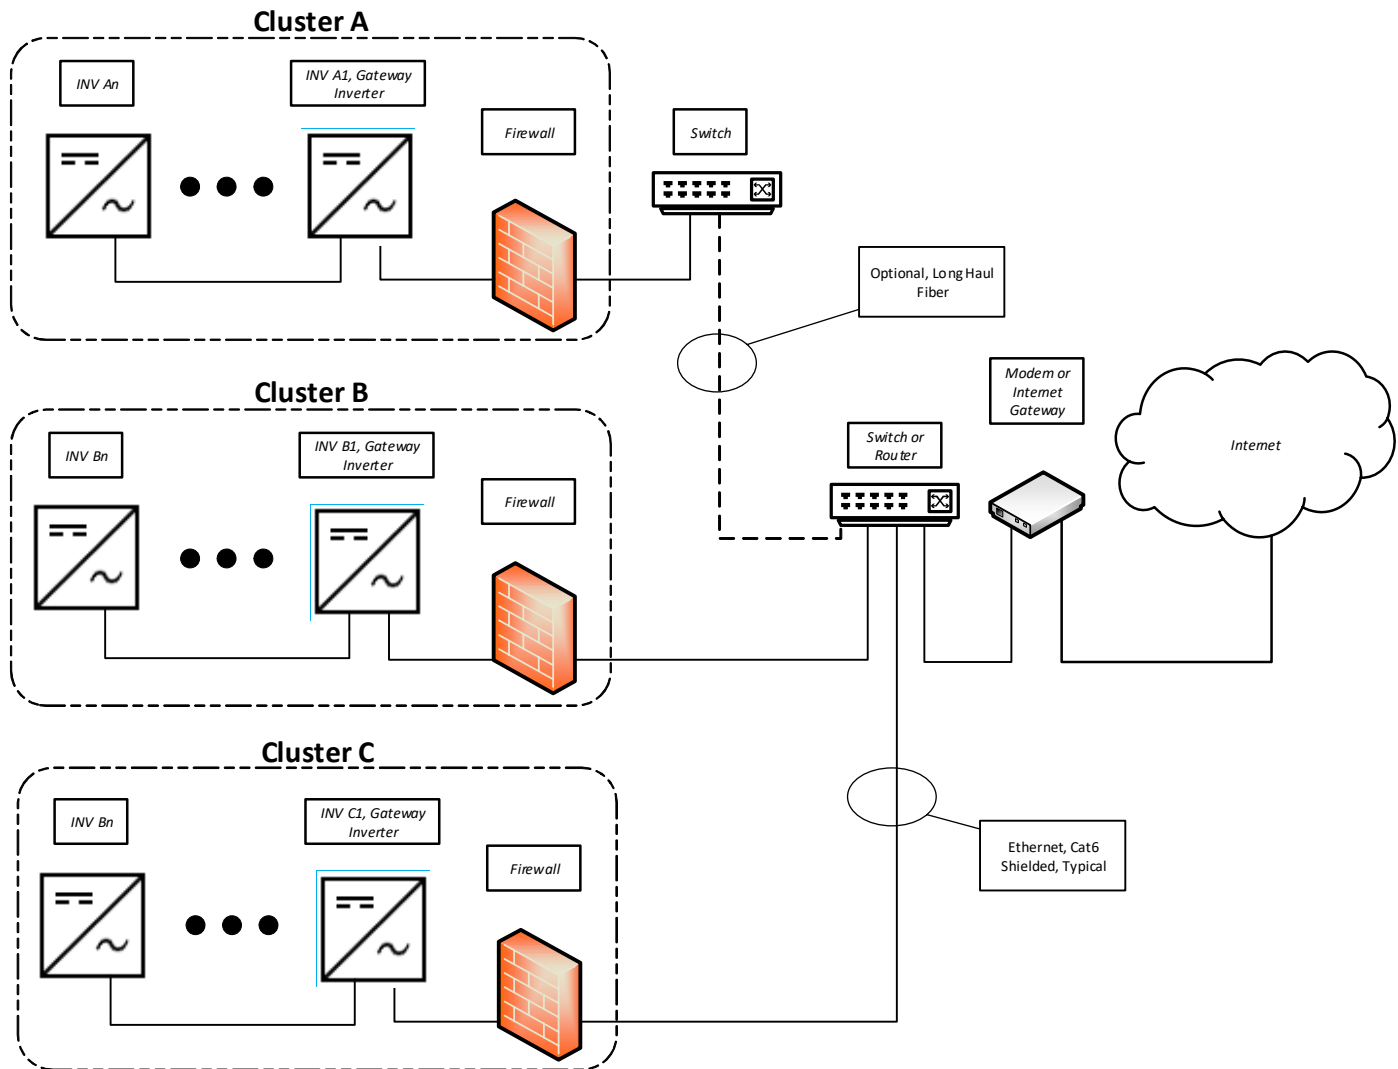 Cluster A
INV An
INV A1, Gateway
Inverter
Firewall
Switch
Optional, Long Haul
Fiber
Cluster B
INV Bn
INV B1, Gateway
Inverter
Firewall
Switch or
Router
Modem or
Internet
Gateway
Internet
Cluster C
INV Bn
INV C1, Gateway
Inverter
Firewall
Ethernet, Cat6
Shielded, Typical